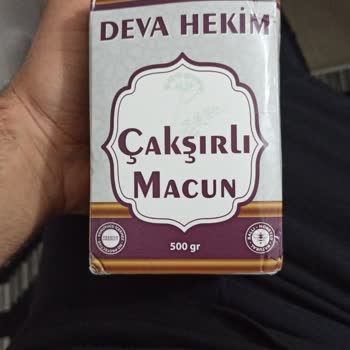 DEVA HEKİM
Çakşırlı
Macun
500 gr